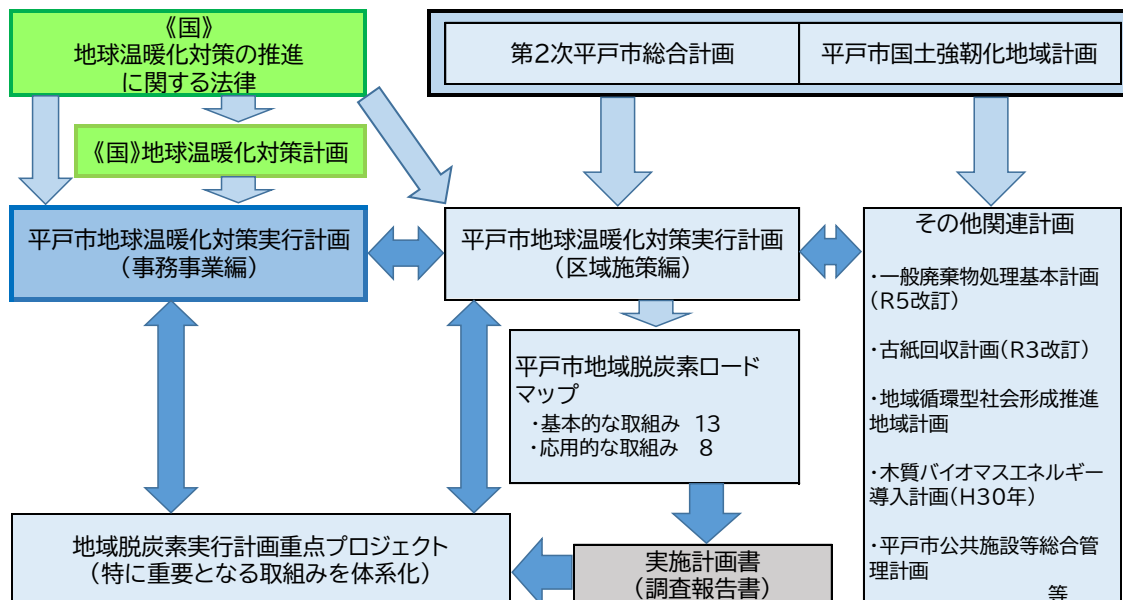 《国》
地球温暖化対策の推進
に関する法律
第2次平戸市総合計画
平戸市国土強靭化地域計画
《国》地球温暖化対策計画
平戸市地球温暖化対策実行計画
（事務事業編）
平戸市地球温暖化対策実行計画
（区域施策編）
その他関連計画
・一般廃棄物処理基本計画
（R5改訂）
・古紙回収計画（R3改訂）
・地域循環型社会形成推進
地域計画
・木質バイオマスエネルギー
導入計画（H30年）
・平戸市公共施設等総合管
理計画
等
平戸市地域脱炭素ロード
マップ
・基本的な取組み 13
・応用的な取組み 8
地域脱炭素実行計画重点プロジェクト
（特に重要となる取組みを体系化）
実施計画書
（調査報告書）